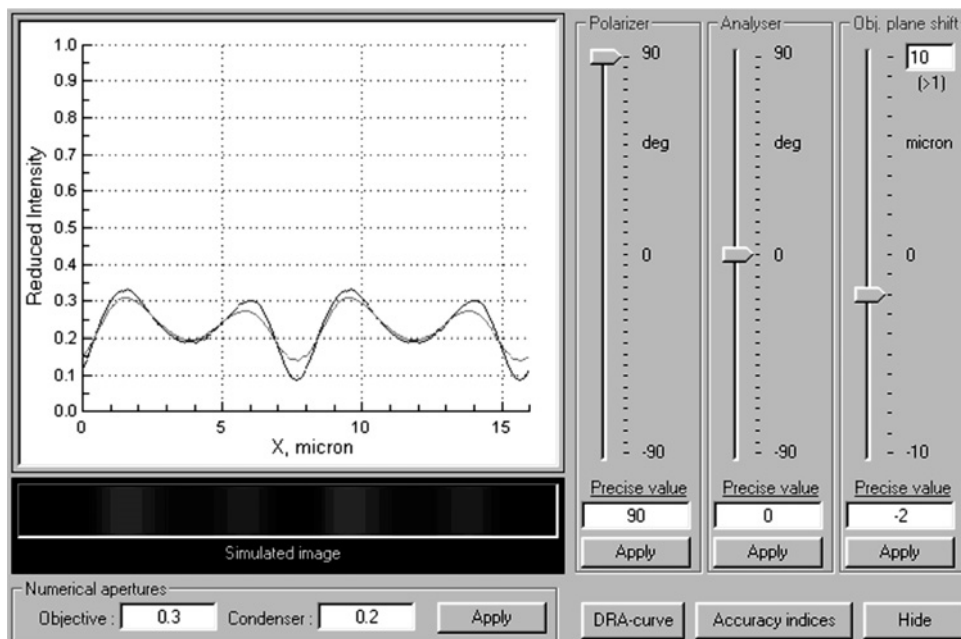 Reduced Intensity
1.0
0.9
0.8
0.7
0.6
0.5
0.4
0.3
0.2
0.1
0.0
0 5 10 15
X, micron
Simulated image
Numerical apertures
Objective : 0.3 Condenser : 0.2 Apply
Polarizer
90
deg
0
-90
Precise value
90
Apply
Analyser
90
deg
0
-90
Precise value
0
Apply
Obj. plane shift
10
(>1)
micron
0
-10
Precise value
-2
Apply
DRA-curve Accuracy indices Hide